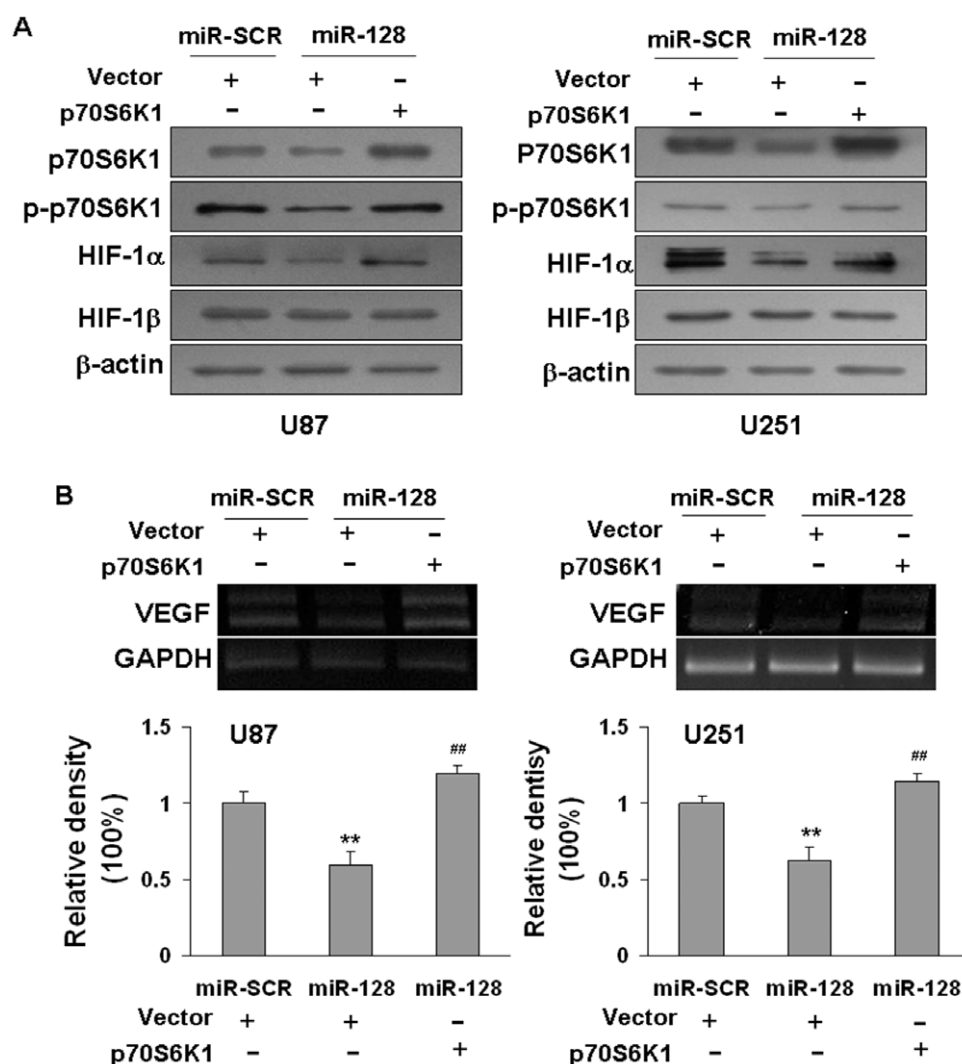 A
miR-SCR miR-128 miR-SCR miR-128
Vector + + − Vector + + −
p70S6K1 − − + p70S6K1 − − +
p70S6K1 P70S6K1
p-p70S6K1 p-p70S6K1
HIF-1α HIF-1α
HIF-1β HIF-1β
β-actin β-actin
U87 U251
B
miR-SCR miR-128 miR-SCR miR-128
Vector + + − Vector + + −
p70S6K1 − − + p70S6K1 − − +
VEGF VEGF
GAPDH GAPDH
Relative density
(100%)
1.5
1
0.5
0
U87
**
##
miR-SCR miR-128 miR-128
Vector + + −
p70S6K1 − − +
Relative dentisy
(100%)
1.5
1
0.5
0
U251
**
##
miR-SCR miR-128 miR-128
Vector + + −
p70S6K1 − − +